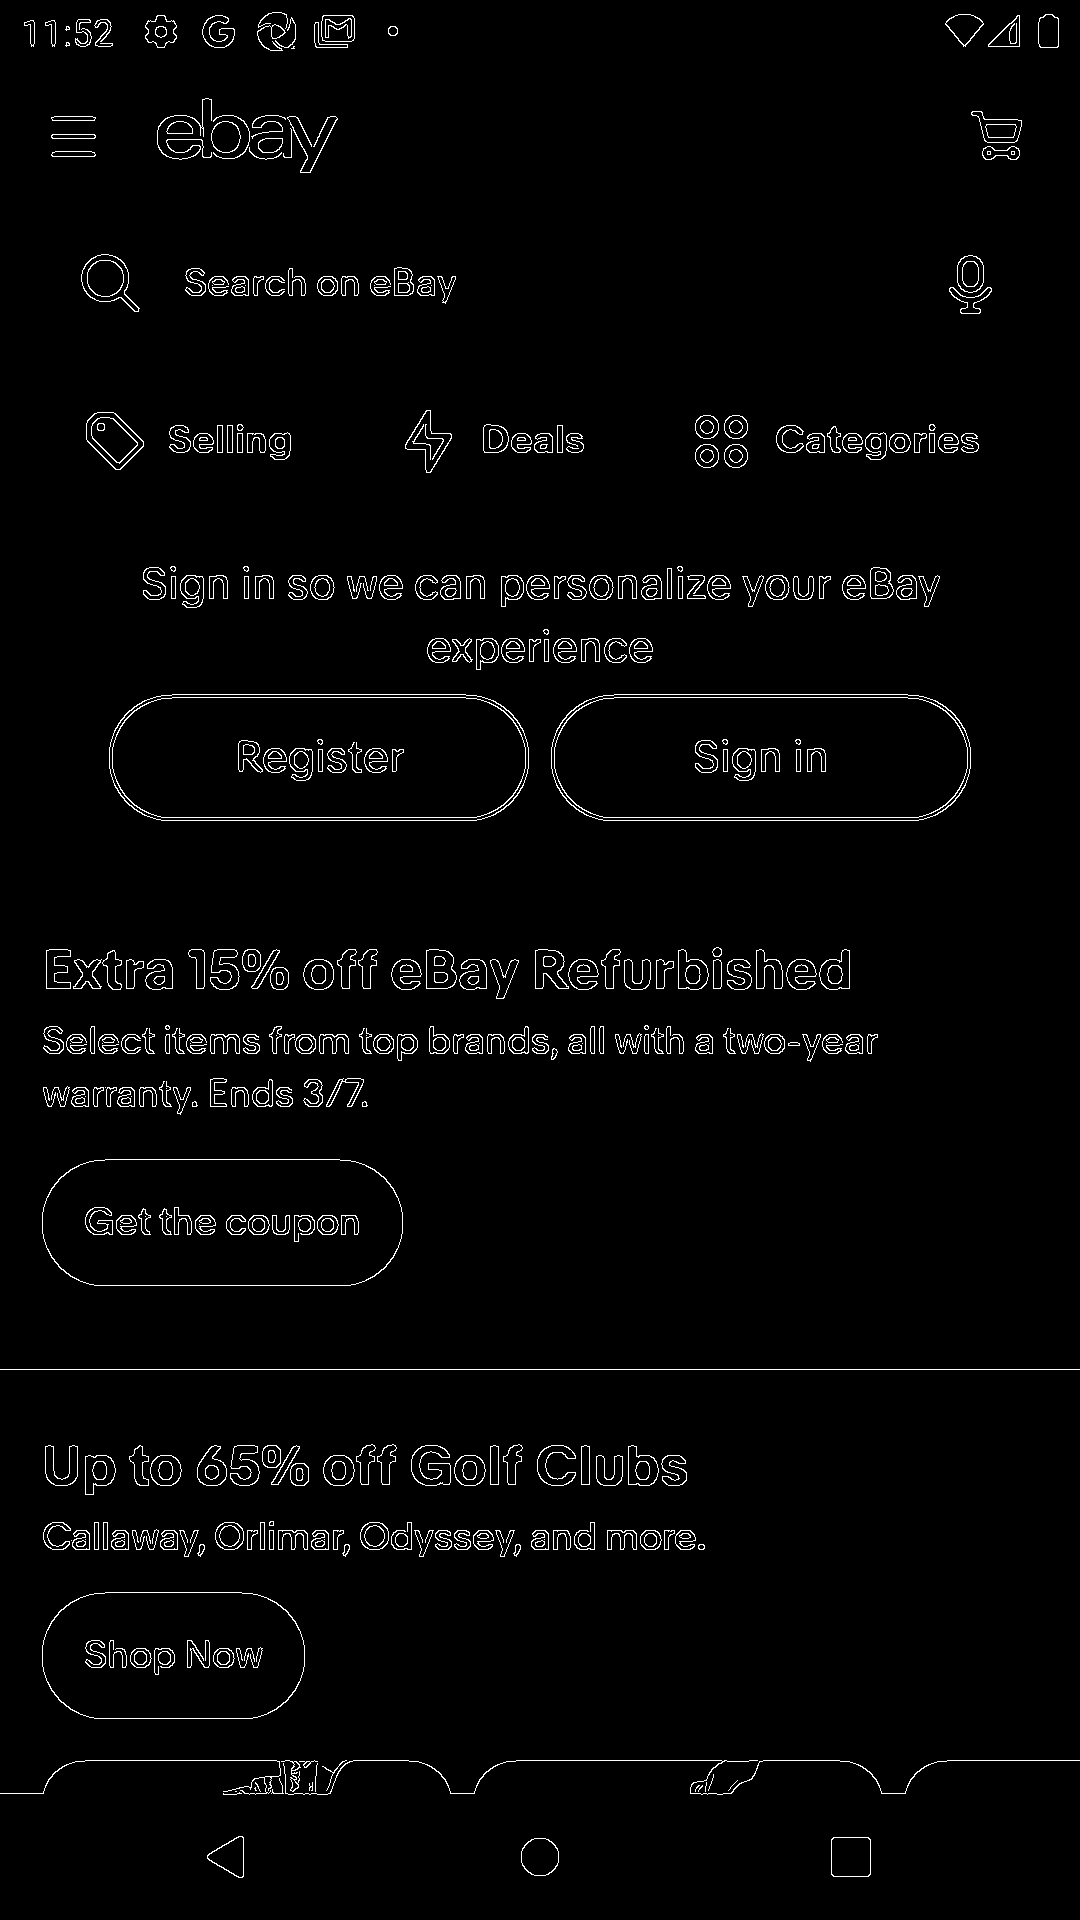 11:52
ebay
Search on eBay
Selling Deals Categories
Sign in so we can personalize your eBay
experience
Register Sign in
Extra 15% off eBay Refurbished
Select items from top brands, all with a two-year
warranty. Ends 3/7.
Get the coupon
Up to 65% off Golf Clubs
Callaway, Orlimar, Odyssey, and more.
Shop Now